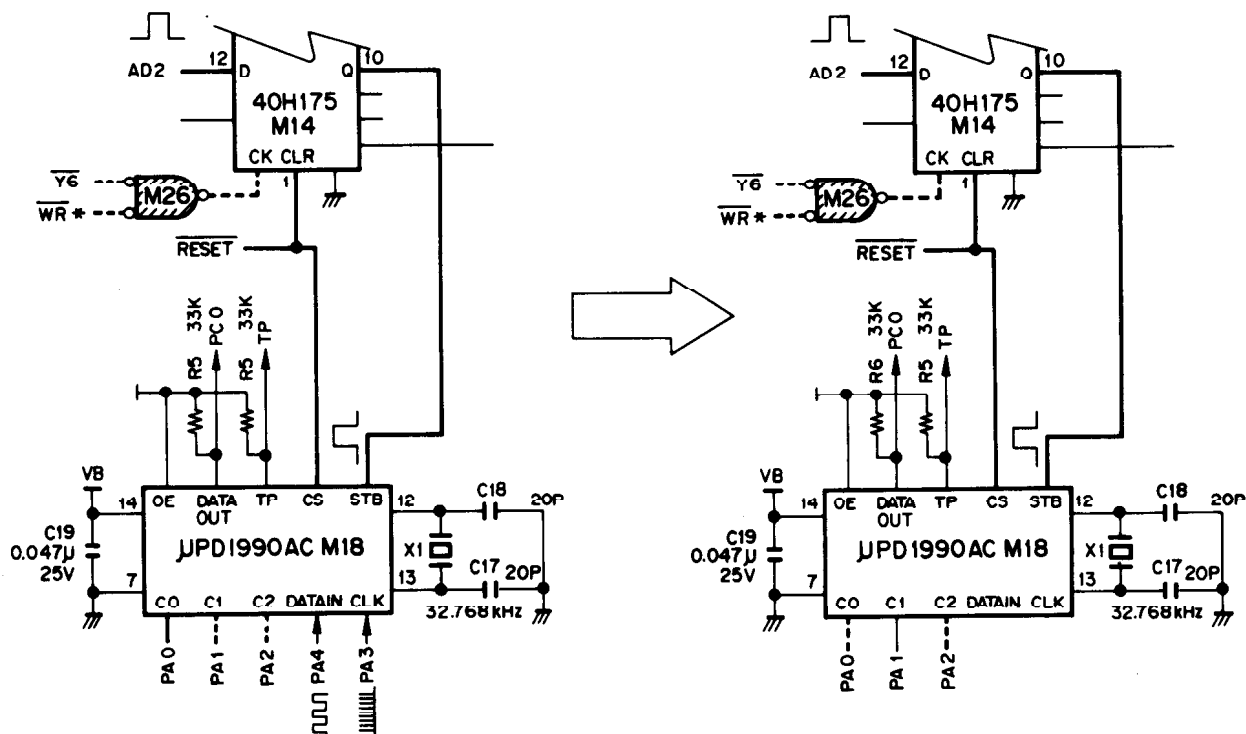 12
10
AD2
D
Q
40H175
M14
CK CLR
1
Y6
M26
WR *
RESET
33K
33K
PC0
TP
R5
R5
VB
14
OE
DATA
OUT
TP
CS
STB
12
C18
20P
C19
0.047μ
25V
μPD1990AC M18
X1
7
13
C17
20P
C0
C1
C2
DATAIN
CLK
32.768kHz
PA0
PA1
PA2
PA4
PA3
12
10
AD2
D
Q
40H175
M14
CK CLR
1
Y6
M26
WR *
RESET
33K
33K
PC0
TP
R6
R5
VB
14
OE
DATA
OUT
TP
CS
STB
12
C18
20P
C19
0.047μ
25V
μPD1990AC M18
X1
7
13
C17
20P
C0
C1
C2
DATAIN
CLK
32.768kHz
PA0
PA1
PA2